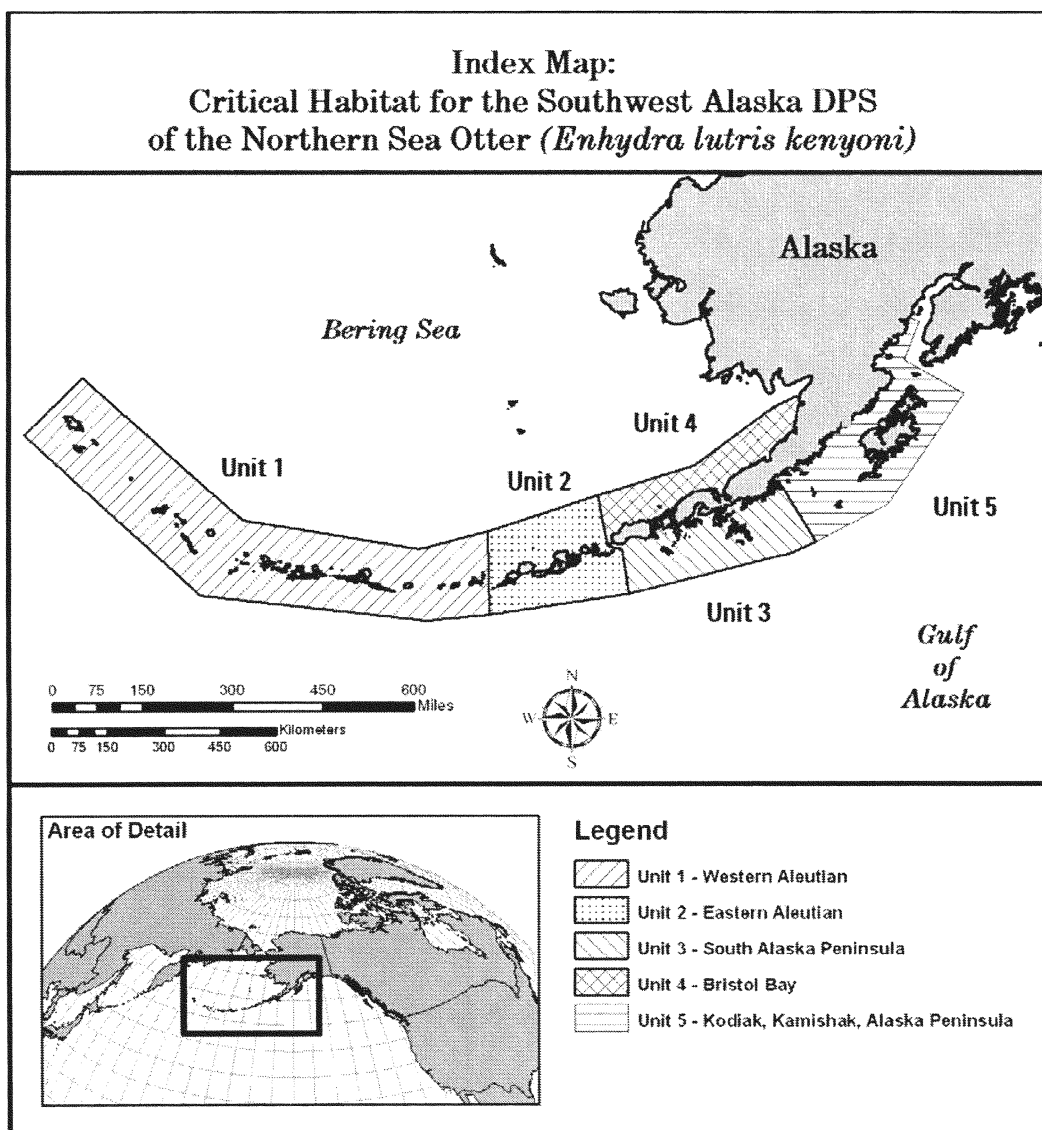 Index Map:
Critical Habitat for the Southwest Alaska DPS
of the Northern Sea Otter (Enhydra lutris kenyoni)
Alaska
Bering Sea
Unit 4
Unit 1
Unit 2
Unit 5
Unit 3
Gulf
of
Alaska
0 75 150 300 450 600
Miles
Kilometers
0 75 150 300 450 600
N
W E
S
Area of Detail
Legend
Unit 1 - Western Aleutian
Unit 2 - Eastern Aleutian
Unit 3 - South Alaska Peninsula
Unit 4 - Bristol Bay
Unit 5 - Kodiak, Kamishak, Alaska Peninsula